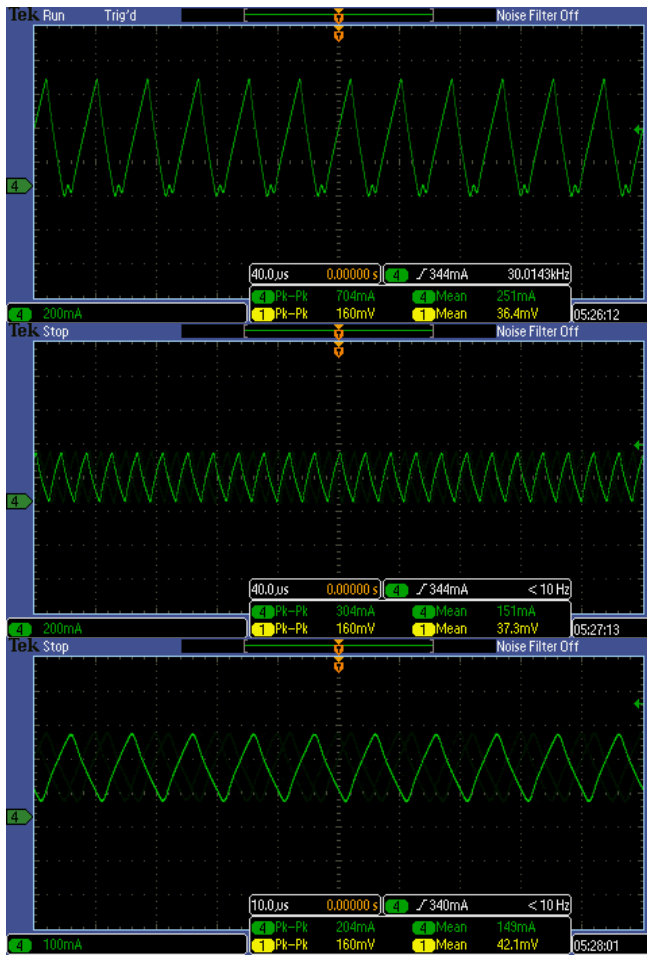 Tek Run Trig'd Noise Filter Off
T
T
4
40.0µs 0.00000 s 4 344mA 30.0143kHz
4 Pk-Pk 704mA 4 Mean 251mA
4 200mA 1 Pk-Pk 160mV 1 Mean 36.4mV 05:26:12
Tek Stop Noise Filter Off
T
T
4
40.0µs 0.00000 s 4 344mA < 10 Hz
4 Pk-Pk 304mA 4 Mean 151mA
4 200mA 1 Pk-Pk 160mV 1 Mean 37.3mV 05:27:13
Tek Stop Noise Filter Off
T
T
4
10.0µs 0.00000 s 4 340mA < 10 Hz
4 Pk-Pk 204mA 4 Mean 149mA
4 100mA 1 Pk-Pk 160mV 1 Mean 42.1mV 05:28:01